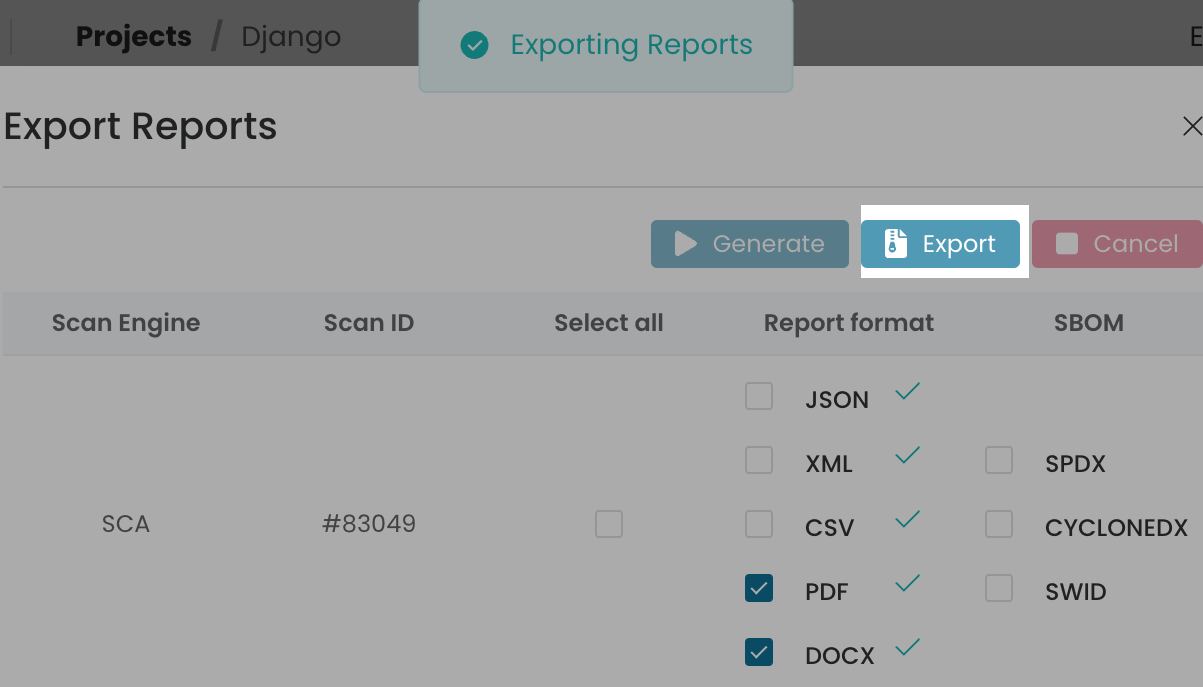 Projects / Django
Exporting Reports
E
Export Reports
Generate
Export
Cancel
Scan Engine
Scan ID
Select all
Report format
SBOM
JSON
XML
SPDX
SCA
#83049
CSV
CYCLONEDX
PDF
SWID
DOCX